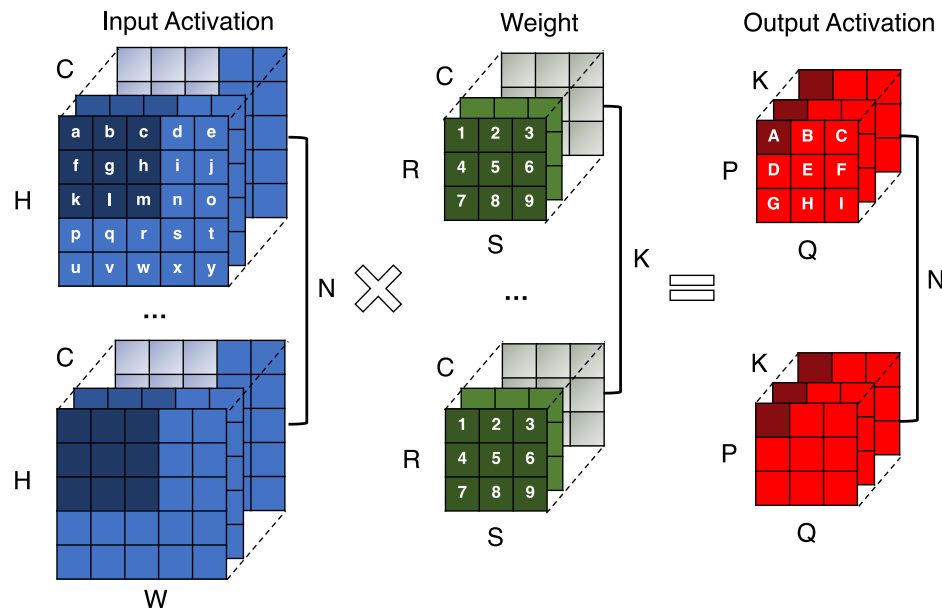 Input Activation
Weight
Output Activation
C
a b c d e
f g h i j
k l m n o
p q r s t
u v w x y
H
N
...
C
H
W
C
1 2 3
4 5 6
7 8 9
R
S
K
...
C
1 2 3
4 5 6
7 8 9
R
S
K
A B C
D E F
G H I
P
Q
N
K
P
Q